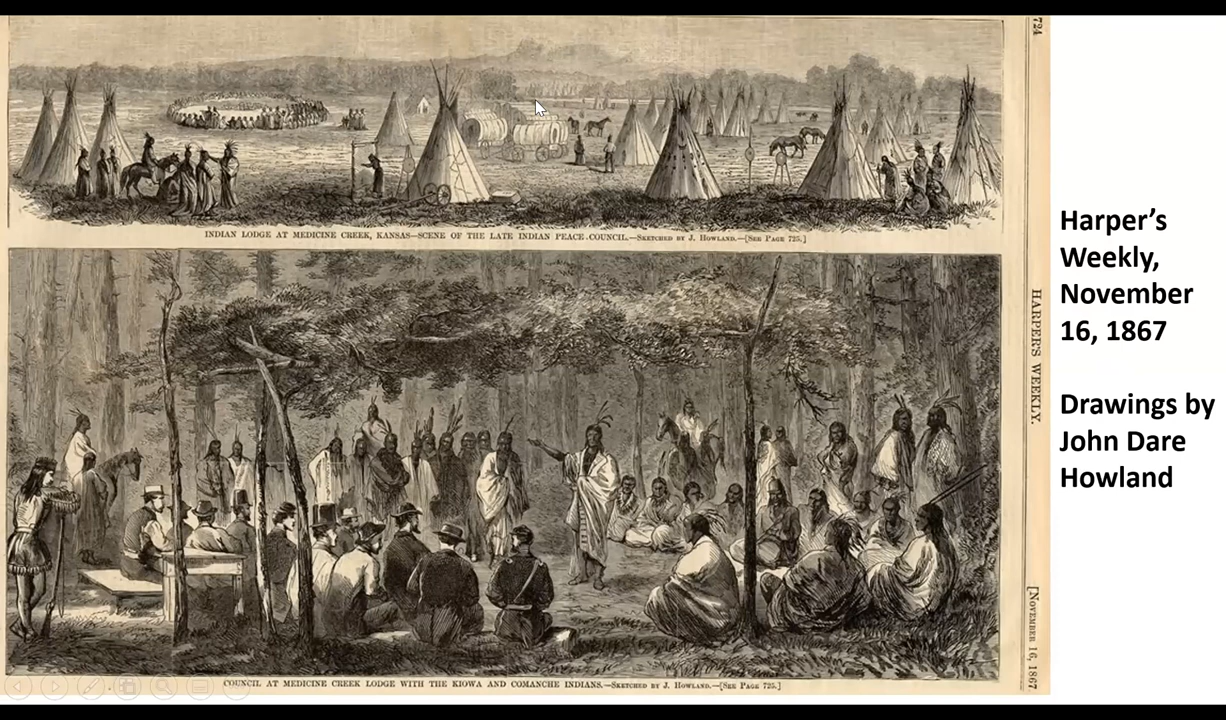 724
INDIAN LODGE AT MEDICINE CREEK, KANSAS—SCENE OF THE LATE INDIAN PEACE COUNCIL.—SKETCHED BY J. HOWLAND.—[SEE PAGE 725.]
HARPER'S WEEKLY.
[NOVEMBER 16, 1867.
COUNCIL AT MEDICINE CREEK LODGE WITH THE KIOWA AND COMANCHE INDIANS.—SKETCHED BY J. HOWLAND.—[SEE PAGE 725.]
Harper's
Weekly,
November
16, 1867
Drawings by
John Dare
Howland